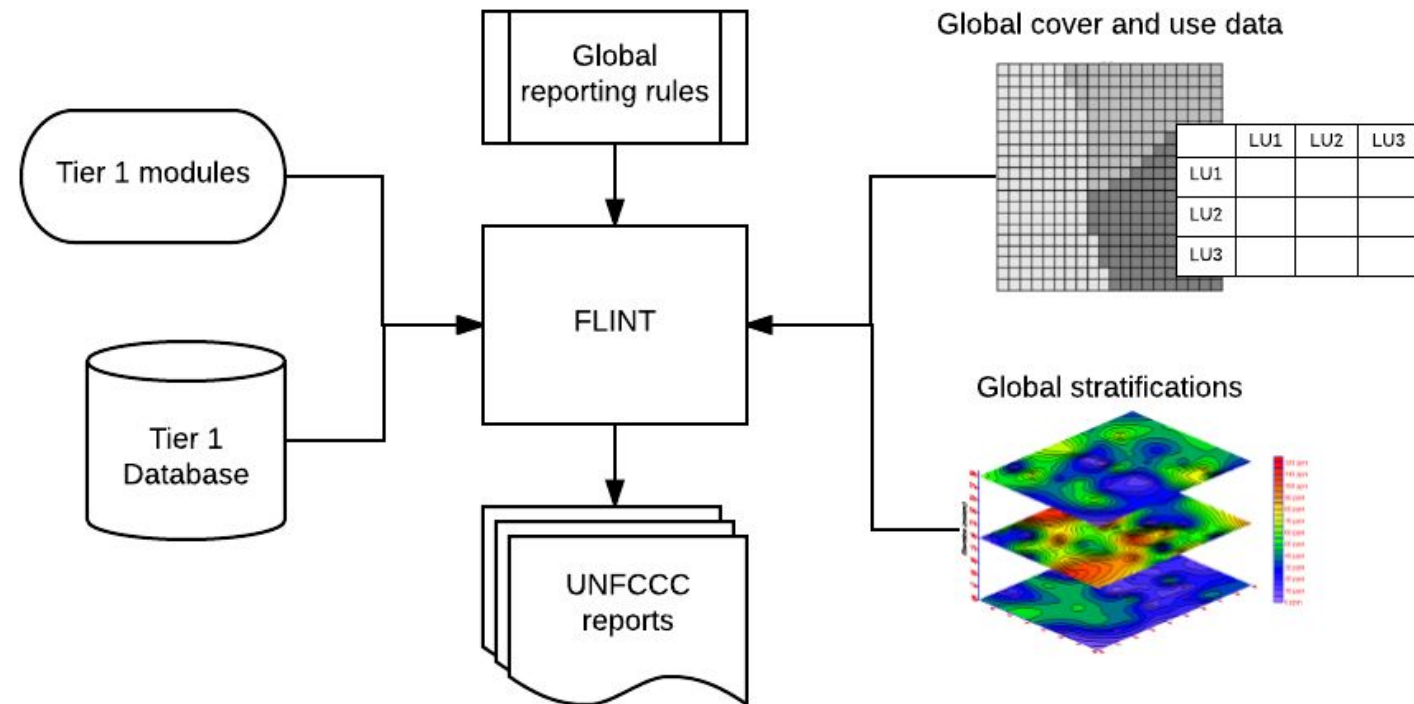 Global
reporting rules
Global cover and use data
Tier 1 modules
LU1 LU2 LU3
LU1
LU2
LU3
FLINT
Global stratifications
Tier 1
Database
UNFCCC
reports